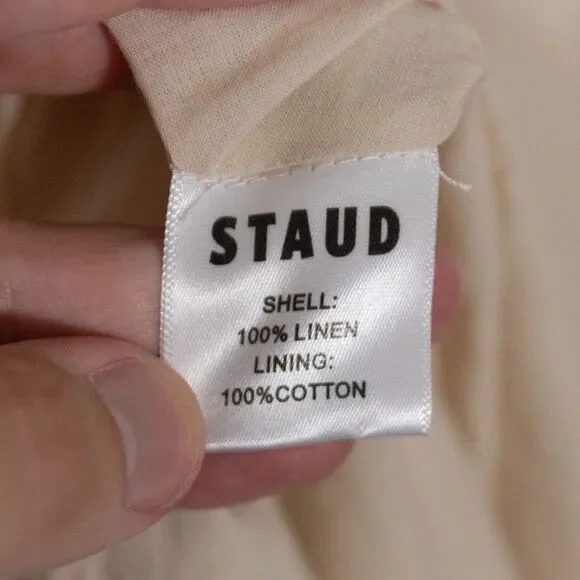 STAUD
SHELL:
100% LINEN
LINING:
100%COTTON